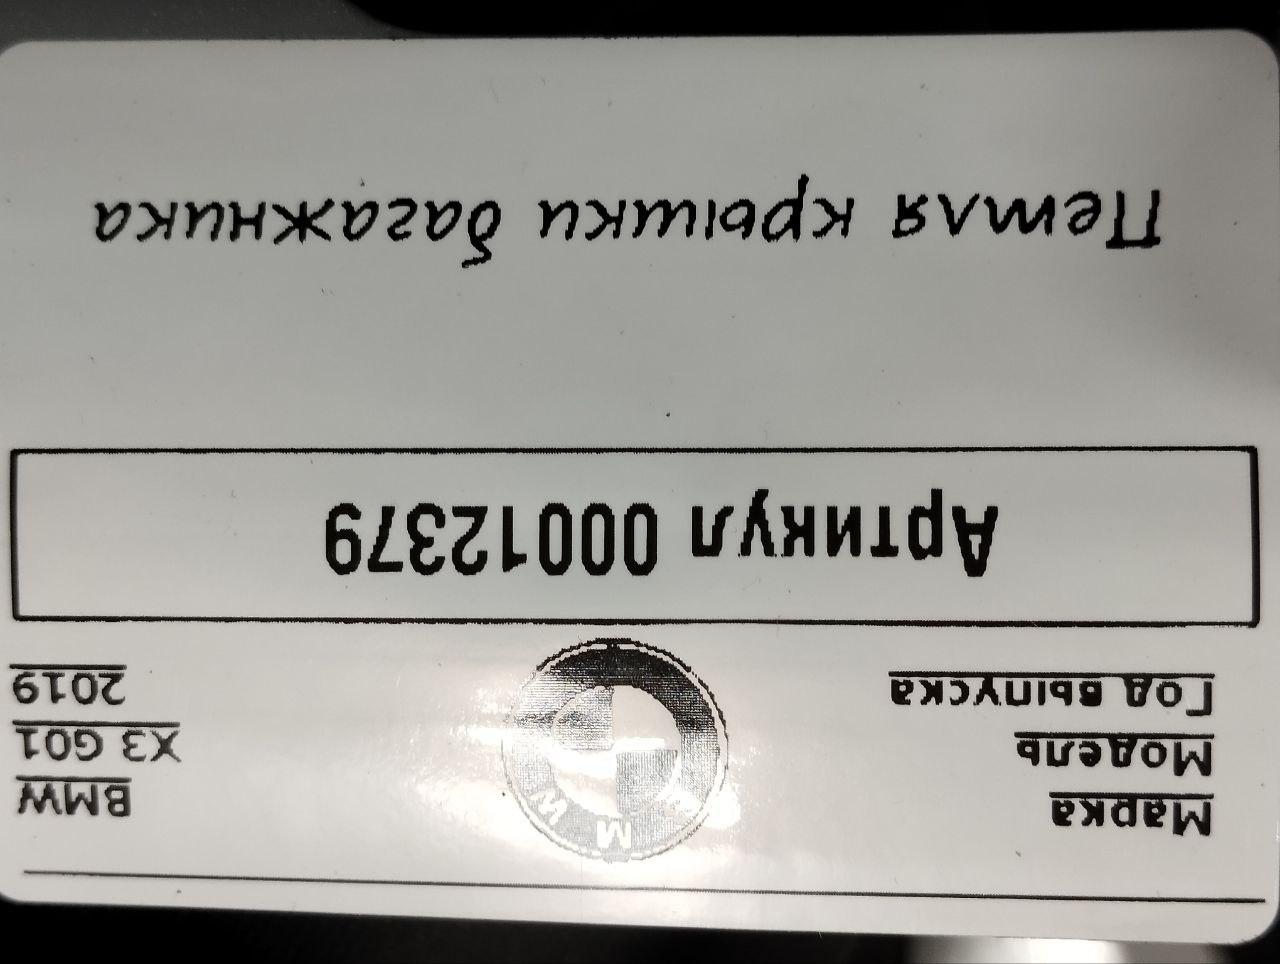 Марка BMW
Модель X3 G01
Год выпуска 2019
Артикул 00012379
Петля крышки багажника